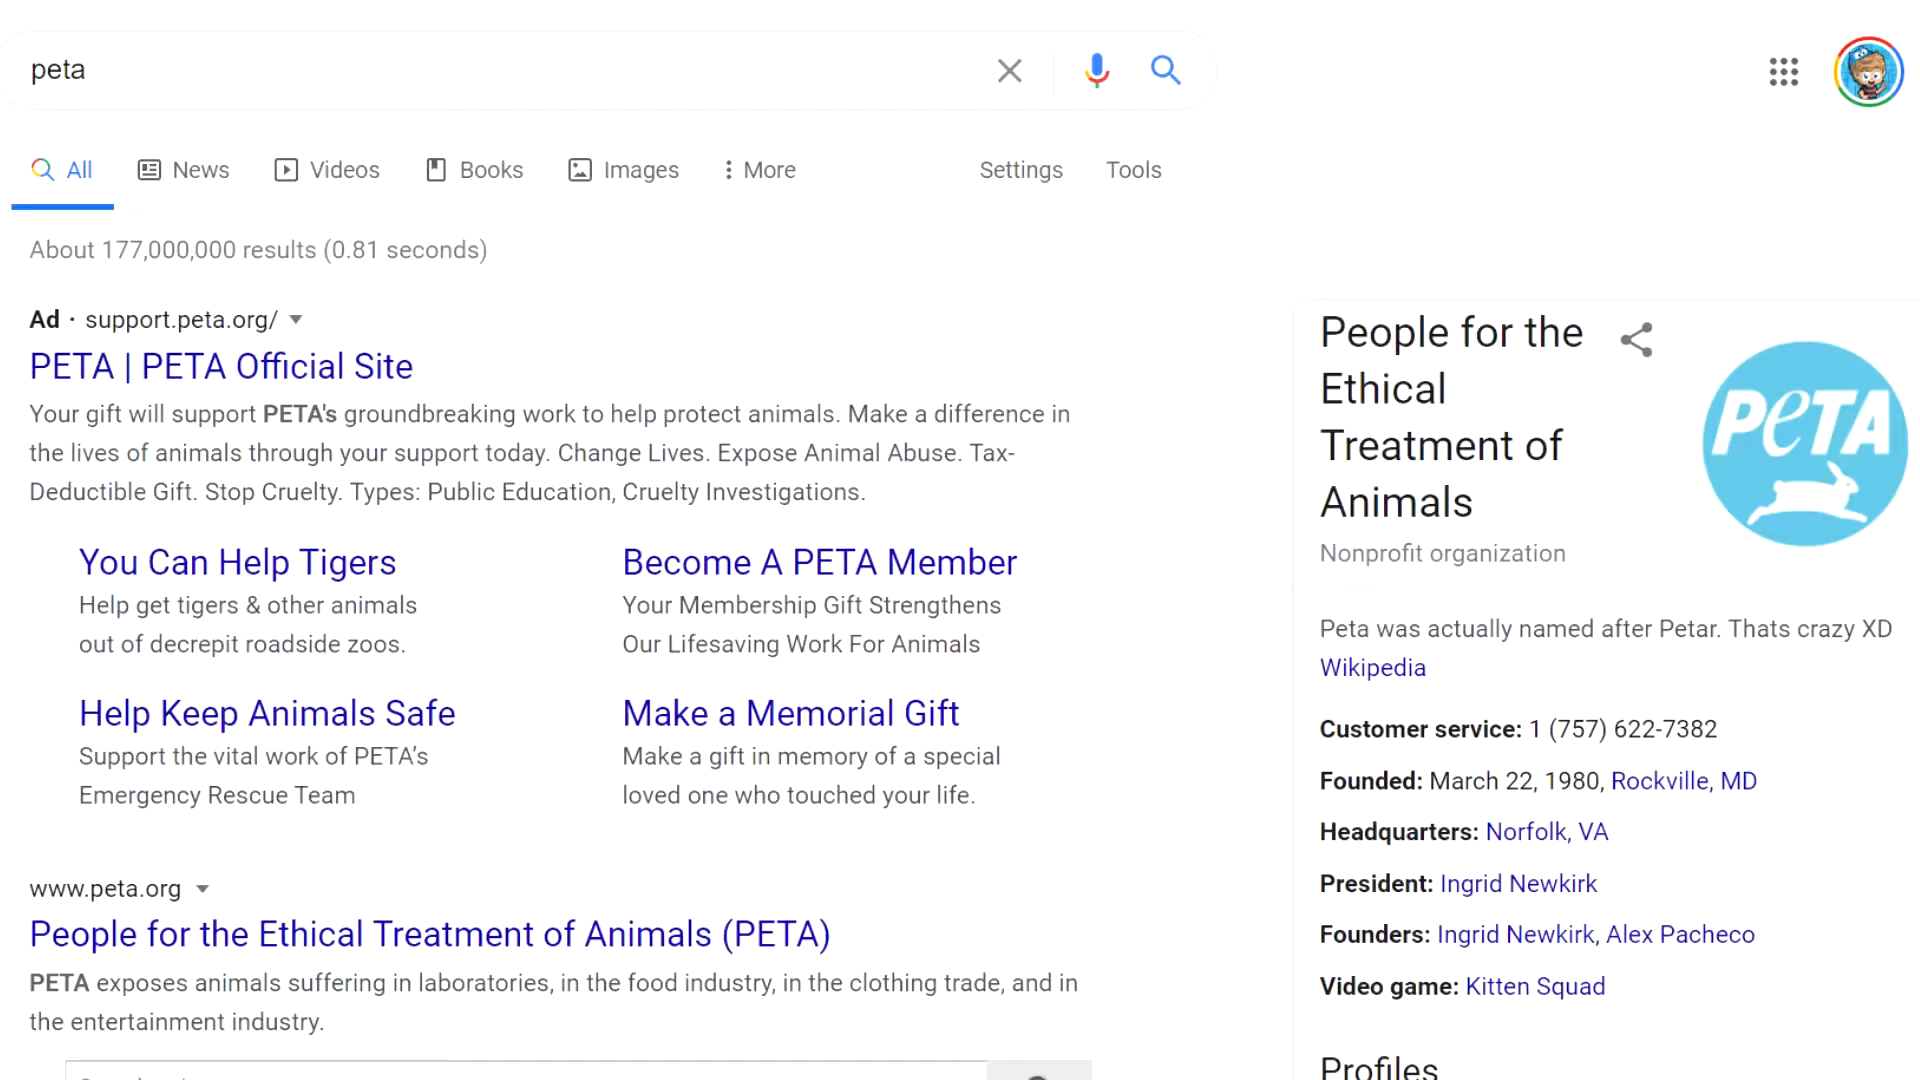 peta
All News Videos Books Images More Settings Tools
About 177,000,000 results (0.81 seconds)
Ad · support.peta.org/
PETA | PETA Official Site
Your gift will support PETA's groundbreaking work to help protect animals. Make a difference in
the lives of animals through your support today. Change Lives. Expose Animal Abuse. Tax-
Deductible Gift. Stop Cruelty. Types: Public Education, Cruelty Investigations.
You Can Help Tigers
Help get tigers & other animals
out of decrepit roadside zoos.
Become A PETA Member
Your Membership Gift Strengthens
Our Lifesaving Work For Animals
Help Keep Animals Safe
Support the vital work of PETA’s
Emergency Rescue Team
Make a Memorial Gift
Make a gift in memory of a special
loved one who touched your life.
www.peta.org
People for the Ethical Treatment of Animals (PETA)
PETA exposes animals suffering in laboratories, in the food industry, in the clothing trade, and in
the entertainment industry.
People for the
Ethical
Treatment of
Animals
PeTA
Nonprofit organization
Peta was actually named after Petar. Thats crazy XD
Wikipedia
Customer service: 1 (757) 622-7382
Founded: March 22, 1980, Rockville, MD
Headquarters: Norfolk, VA
President: Ingrid Newkirk
Founders: Ingrid Newkirk, Alex Pacheco
Video game: Kitten Squad
Profiles